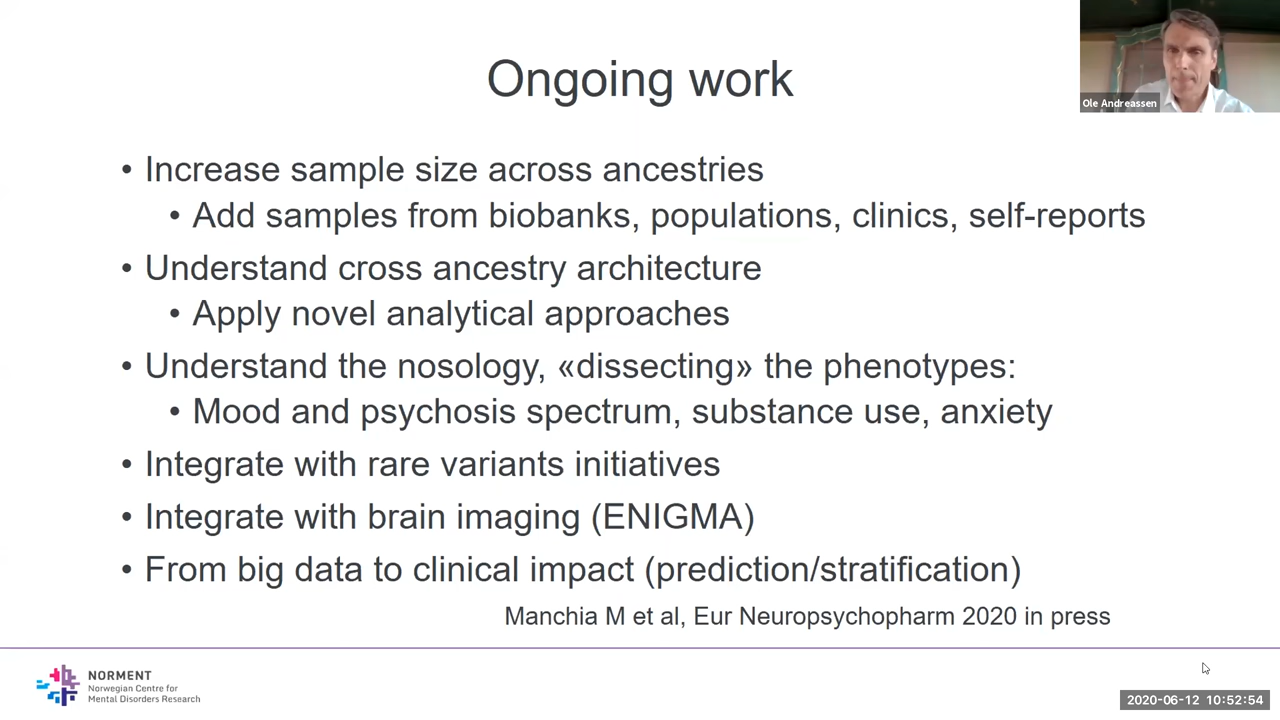 Ongoing work
Ole Andreassen
• Increase sample size across ancestries
• Add samples from biobanks, populations, clinics, self-reports
• Understand cross ancestry architecture
• Apply novel analytical approaches
• Understand the nosology, «dissecting» the phenotypes:
• Mood and psychosis spectrum, substance use, anxiety
• Integrate with rare variants initiatives
• Integrate with brain imaging (ENIGMA)
• From big data to clinical impact (prediction/stratification)
Manchia M et al, Eur Neuropsychopharm 2020 in press
NORMENT
Norwegian Centre for
Mental Disorders Research
2020-06-12 10:52:54